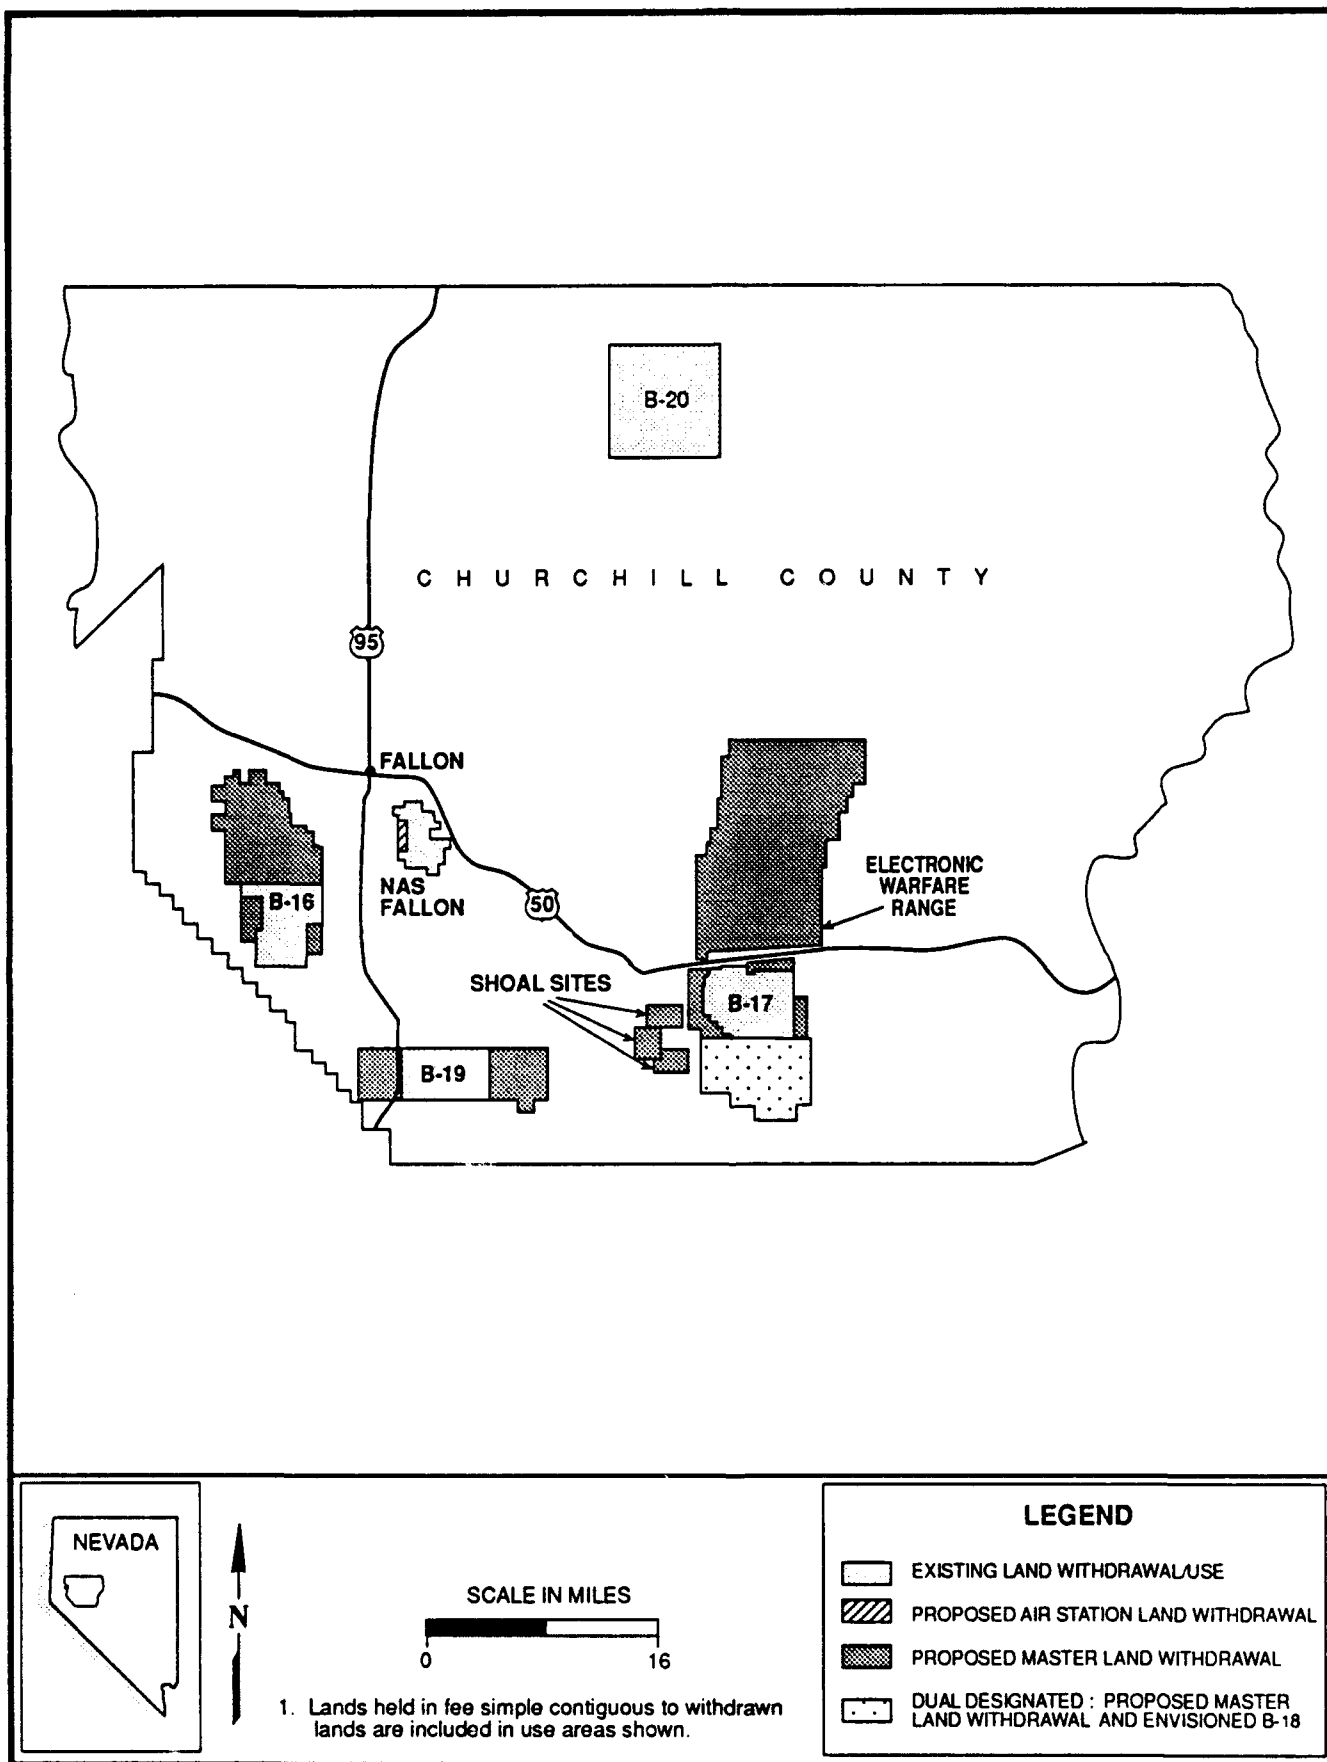 B-20
CHURCHILL COUNTY
95
FALLON
NAS
FALLON
50
B-16
ELECTRONIC
WARFARE
RANGE
SHOAL SITES
B-17
B-19
NEVADA
N
SCALE IN MILES
0 16
1. Lands held in fee simple contiguous to withdrawn
lands are included in use areas shown.
LEGEND
EXISTING LAND WITHDRAWAL/USE
PROPOSED AIR STATION LAND WITHDRAWAL
PROPOSED MASTER LAND WITHDRAWAL
DUAL DESIGNATED : PROPOSED MASTER
LAND WITHDRAWAL AND ENVISIONED B-18